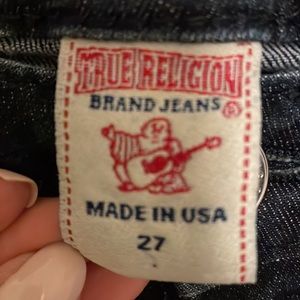 TRUE RELIGION
BRAND JEANS ®
MADE IN USA
27